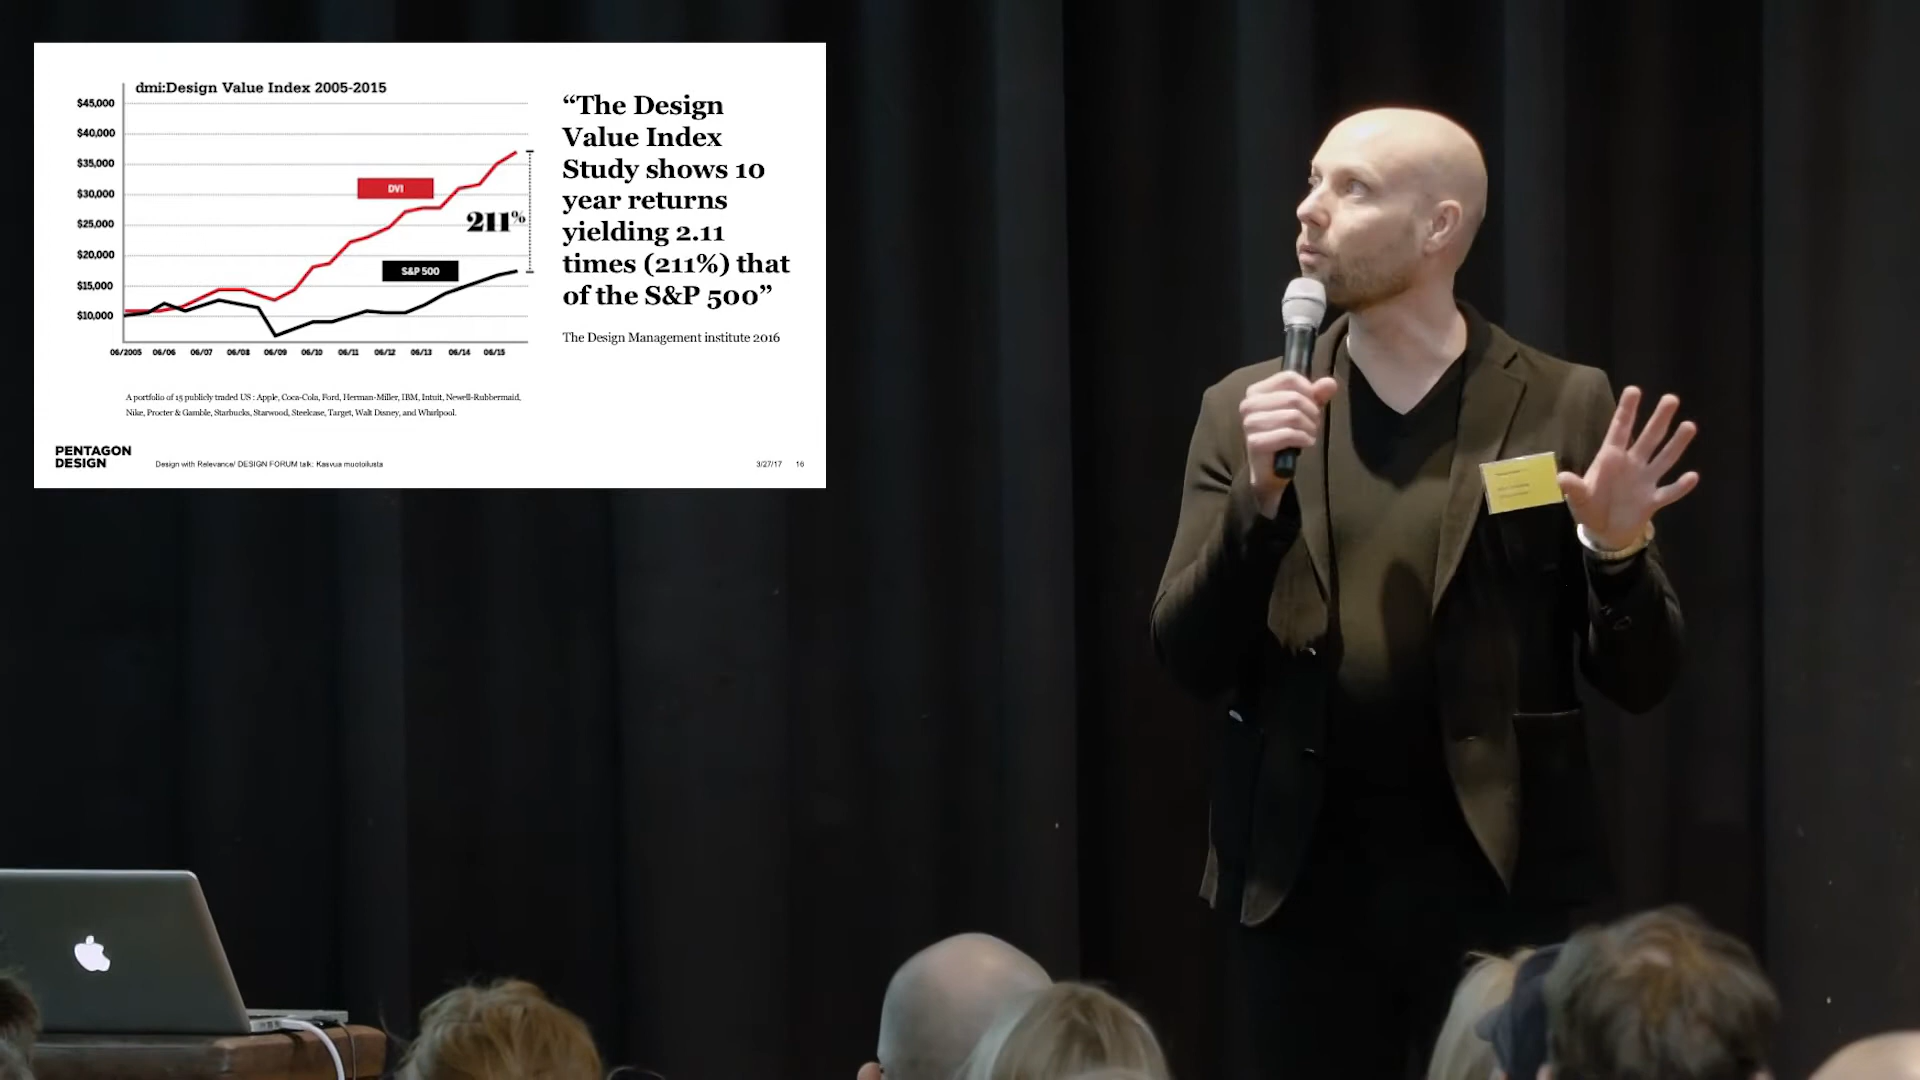 dmi:Design Value Index 2005-2015
$45,000
$40,000
$35,000
$30,000
$25,000
$20,000
$15,000
$10,000
DVI
211%
S&P 500
06/2005 06/06 06/07 06/08 06/09 06/10 06/11 06/12 06/13 06/14 06/15
“The Design
Value Index
Study shows 10
year returns
yielding 2.11
times (211%) that
of the S&P 500”
The Design Management institute 2016
A portfolio of 15 publicly traded US : Apple, Coca-Cola, Ford, Herman-Miller, IBM, Intuit, Newell-Rubbermaid,
Nike, Procter & Gamble, Starbucks, Starwood, Steelcase, Target, Walt Disney, and Whirlpool.
PENTAGON
DESIGN
Design with Relevance/ DESIGN FORUM talk: Kasvua muotoilusta
3/27/17 16